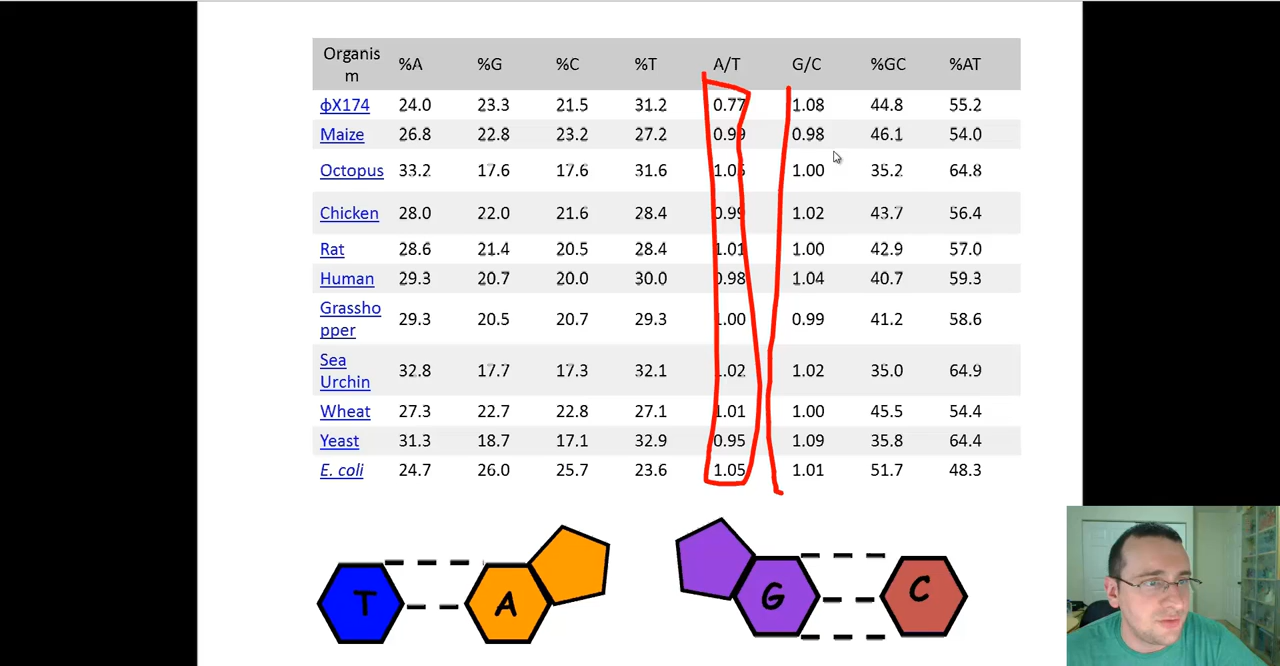 Organis
m %A %G %C %T A/T G/C %GC %AT
ϕX174 24.0 23.3 21.5 31.2 0.77 1.08 44.8 55.2
Maize 26.8 22.8 23.2 27.2 0.99 0.98 46.1 54.0
Octopus 33.2 17.6 17.6 31.6 1.05 1.00 35.2 64.8
Chicken 28.0 22.0 21.6 28.4 0.99 1.02 43.7 56.4
Rat 28.6 21.4 20.5 28.4 1.01 1.00 42.9 57.0
Human 29.3 20.7 20.0 30.0 0.98 1.04 40.7 59.3
Grassho
pper 29.3 20.5 20.7 29.3 1.00 0.99 41.2 58.6
Sea
Urchin 32.8 17.7 17.3 32.1 1.02 1.02 35.0 64.9
Wheat 27.3 22.7 22.8 27.1 1.01 1.00 45.5 54.4
Yeast 31.3 18.7 17.1 32.9 0.95 1.09 35.8 64.4
E. coli 24.7 26.0 25.7 23.6 1.05 1.01 51.7 48.3
T A G C